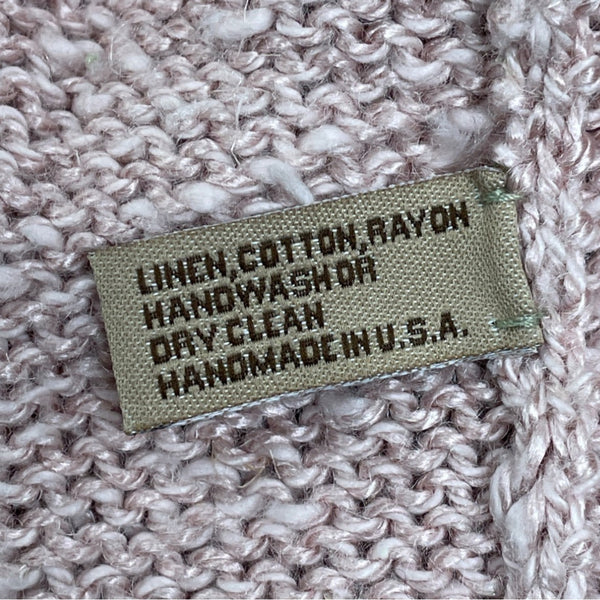 LINEN, COTTON, RAYON
HANDWASH OR
DRY CLEAN
HANDMADE IN U.S.A.